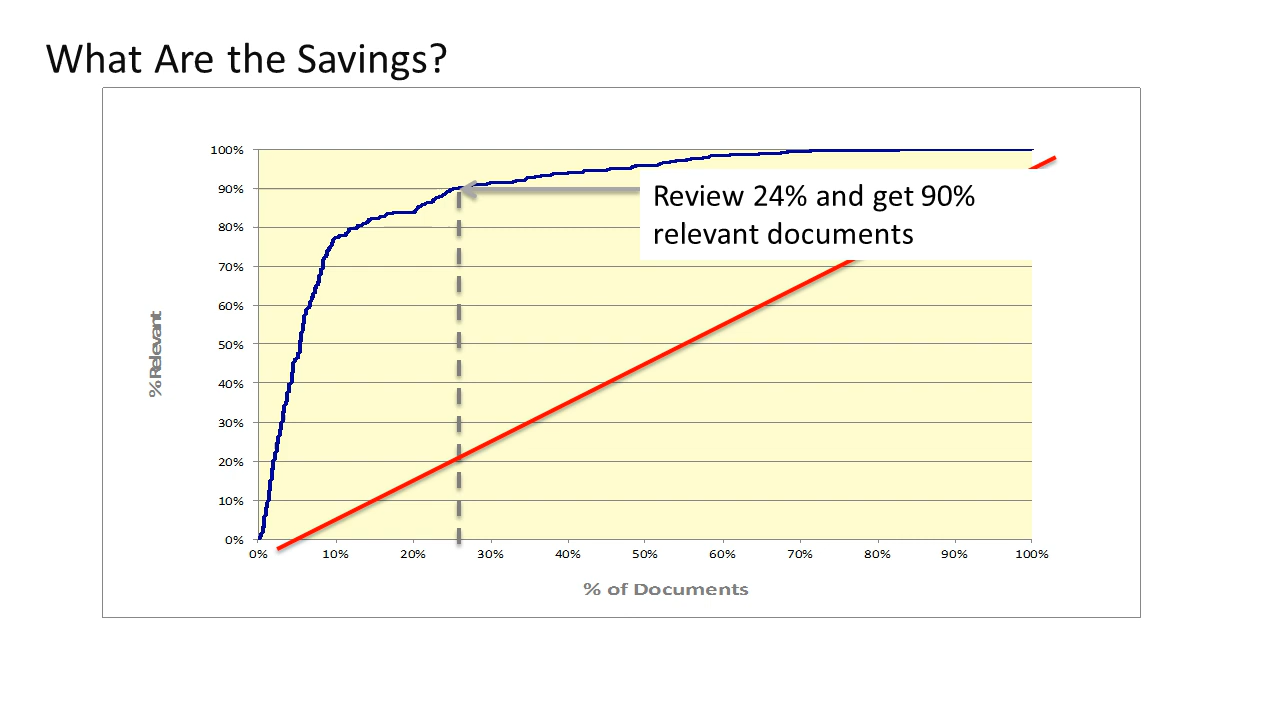 What Are the Savings?
100%
90%
80%
70%
60%
50%
40%
30%
20%
10%
0%
% Relevant
Review 24% and get 90%
relevant documents
0% 10% 20% 30% 40% 50% 60% 70% 80% 90% 100%
% of Documents